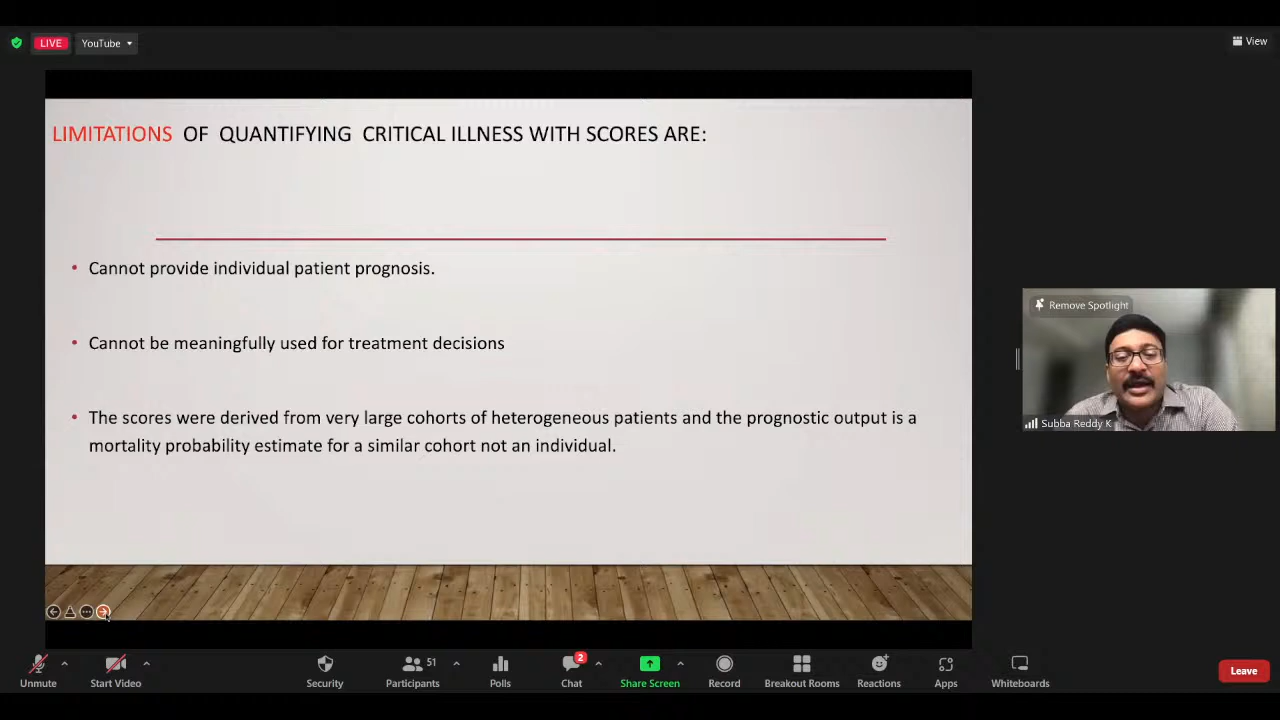 LIVE
YouTube
View
LIMITATIONS OF QUANTIFYING CRITICAL ILLNESS WITH SCORES ARE:
• Cannot provide individual patient prognosis.
• Cannot be meaningfully used for treatment decisions
• The scores were derived from very large cohorts of heterogeneous patients and the prognostic output is a
mortality probability estimate for a similar cohort not an individual.
Remove Spotlight
Subba Reddy K
Unmute
Start Video
Security
Participants 51
Polls
Chat 2
Share Screen
Record
Breakout Rooms
Reactions
Apps
Whiteboards
Leave